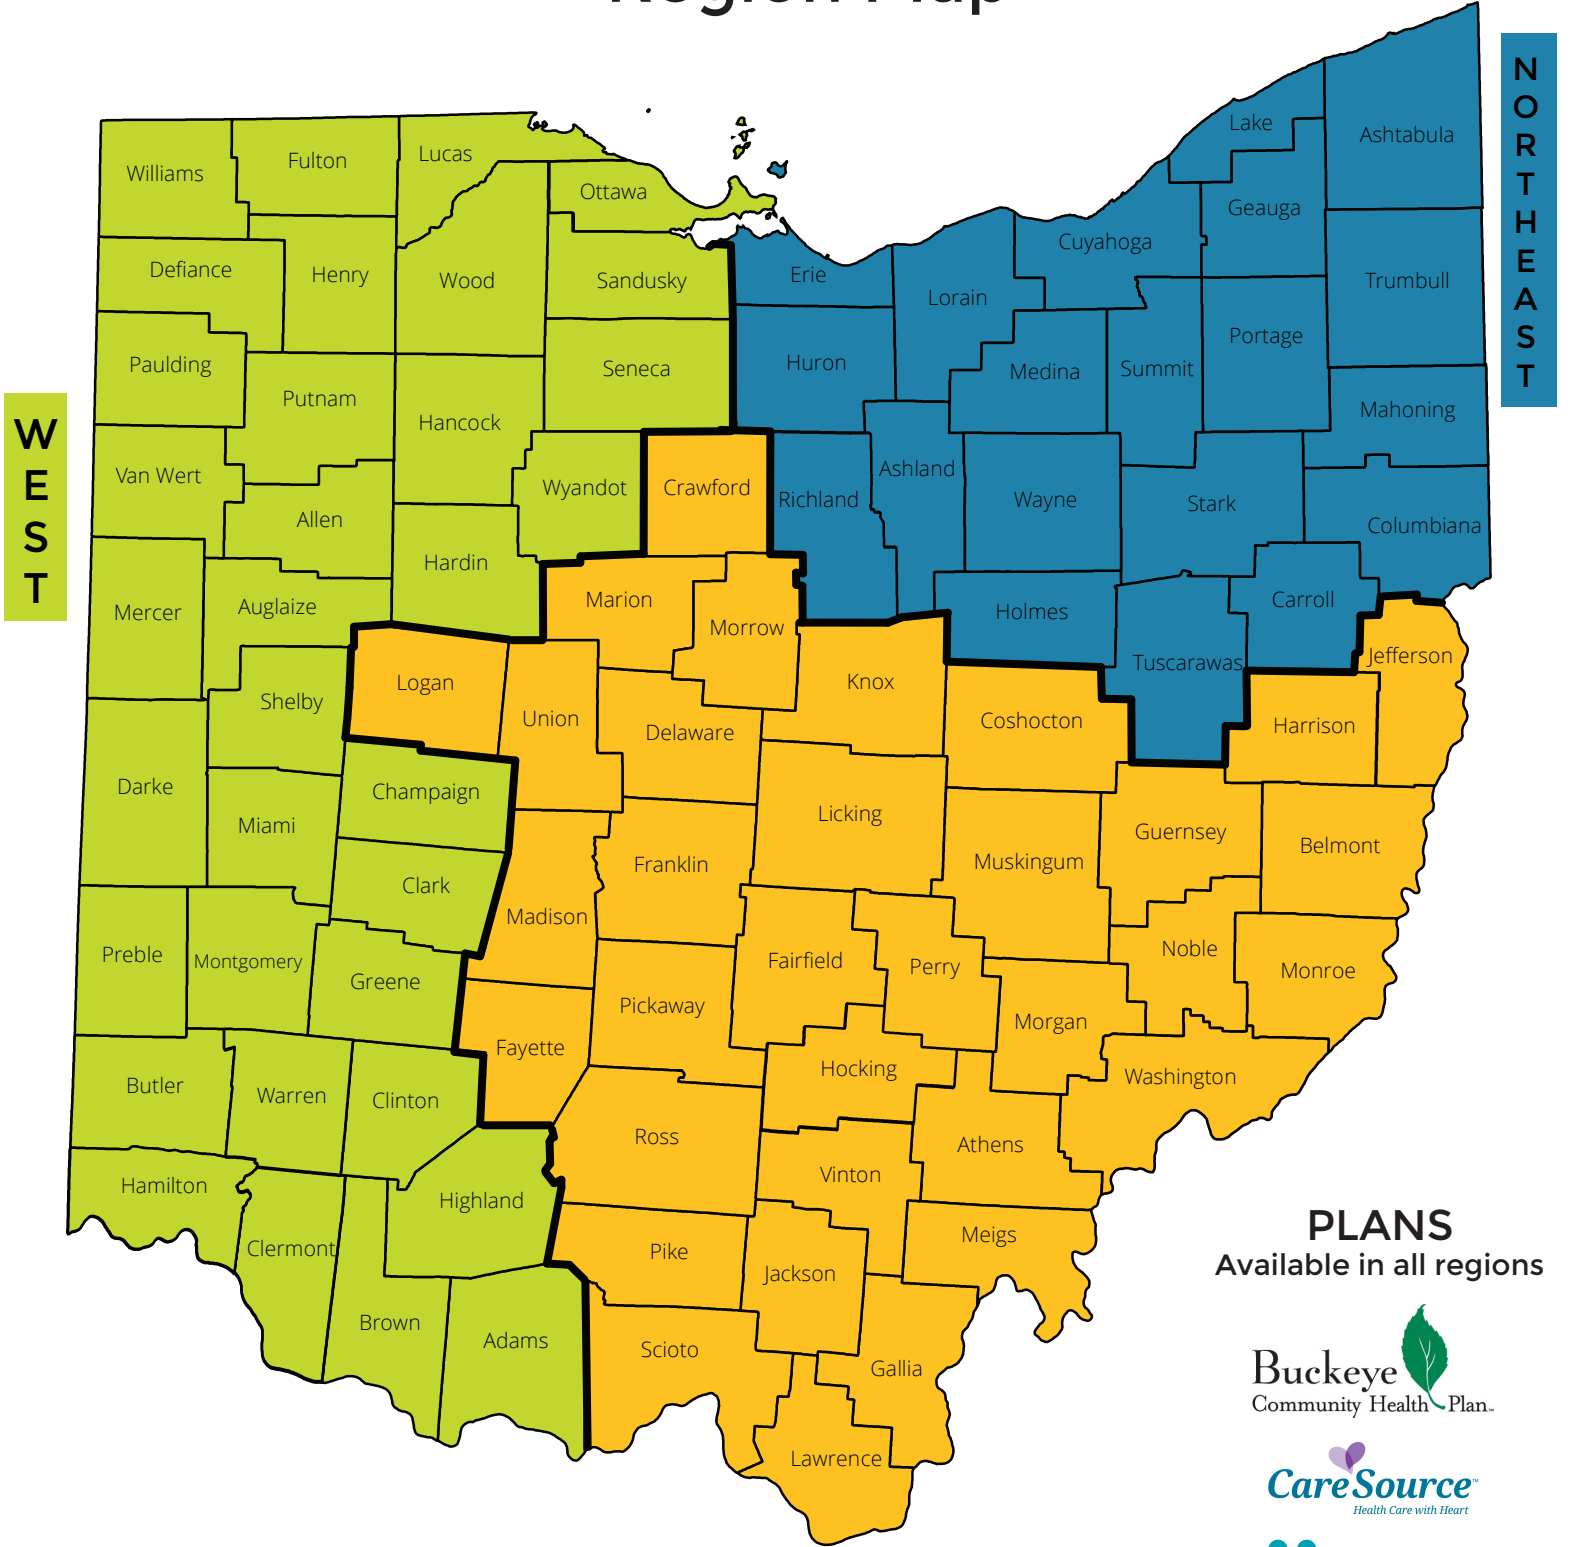 Region Map
N
O
R
T
H
E
A
S
T
Lake
Ashtabula
Lucas
Fulton
Williams
Ottawa
Geauga
Cuyahoga
Defiance
Henry
Wood
Sandusky
Erie
Lorain
Trumbull
Portage
Paulding
Seneca
Huron
Medina
Summit
Putnam
Hancock
Mahoning
W
E
S
T
Van Wert
Wyandot
Crawford
Ashland
Richland
Wayne
Stark
Allen
Columbiana
Hardin
Mercer
Auglaize
Marion
Morrow
Holmes
Carroll
Tuscarawas
Jefferson
Logan
Knox
Shelby
Union
Delaware
Coshocton
Harrison
Darke
Champaign
Miami
Licking
Guernsey
Belmont
Franklin
Muskingum
Clark
Madison
Preble
Montgomery
Greene
Fairfield
Perry
Noble
Monroe
Pickaway
Morgan
Fayette
Hocking
Washington
Butler
Warren
Clinton
Ross
Athens
Vinton
Hamilton
Highland
Clermont
Pike
Jackson
Meigs
Brown
Adams
Scioto
Gallia
Lawrence
PLANS
Available in all regions
Buckeye
Community Health Plan™
CareSource™
Health Care with Heart